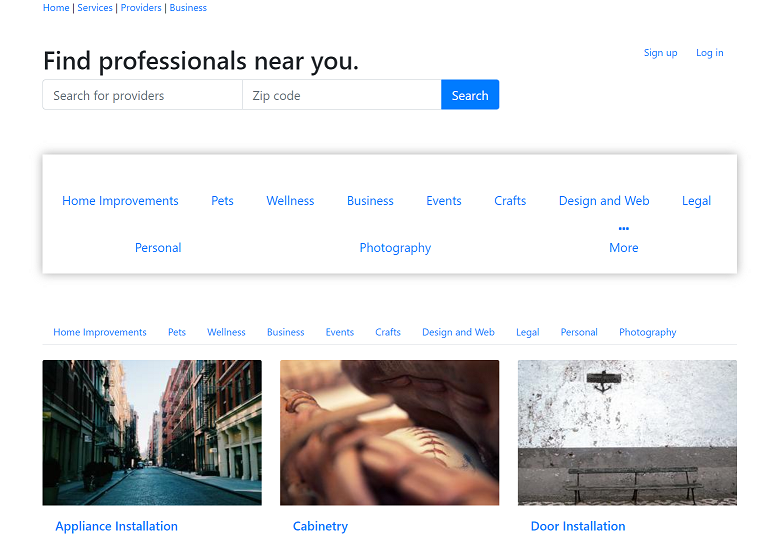 Home | Services | Providers | Business
Find professionals near you.
Sign up Log in
Search for providers Zip code Search
Home Improvements Pets Wellness Business Events Crafts Design and Web Legal
Personal Photography ... More
Home Improvements Pets Wellness Business Events Crafts Design and Web Legal Personal Photography
Appliance Installation Cabinetry Door Installation